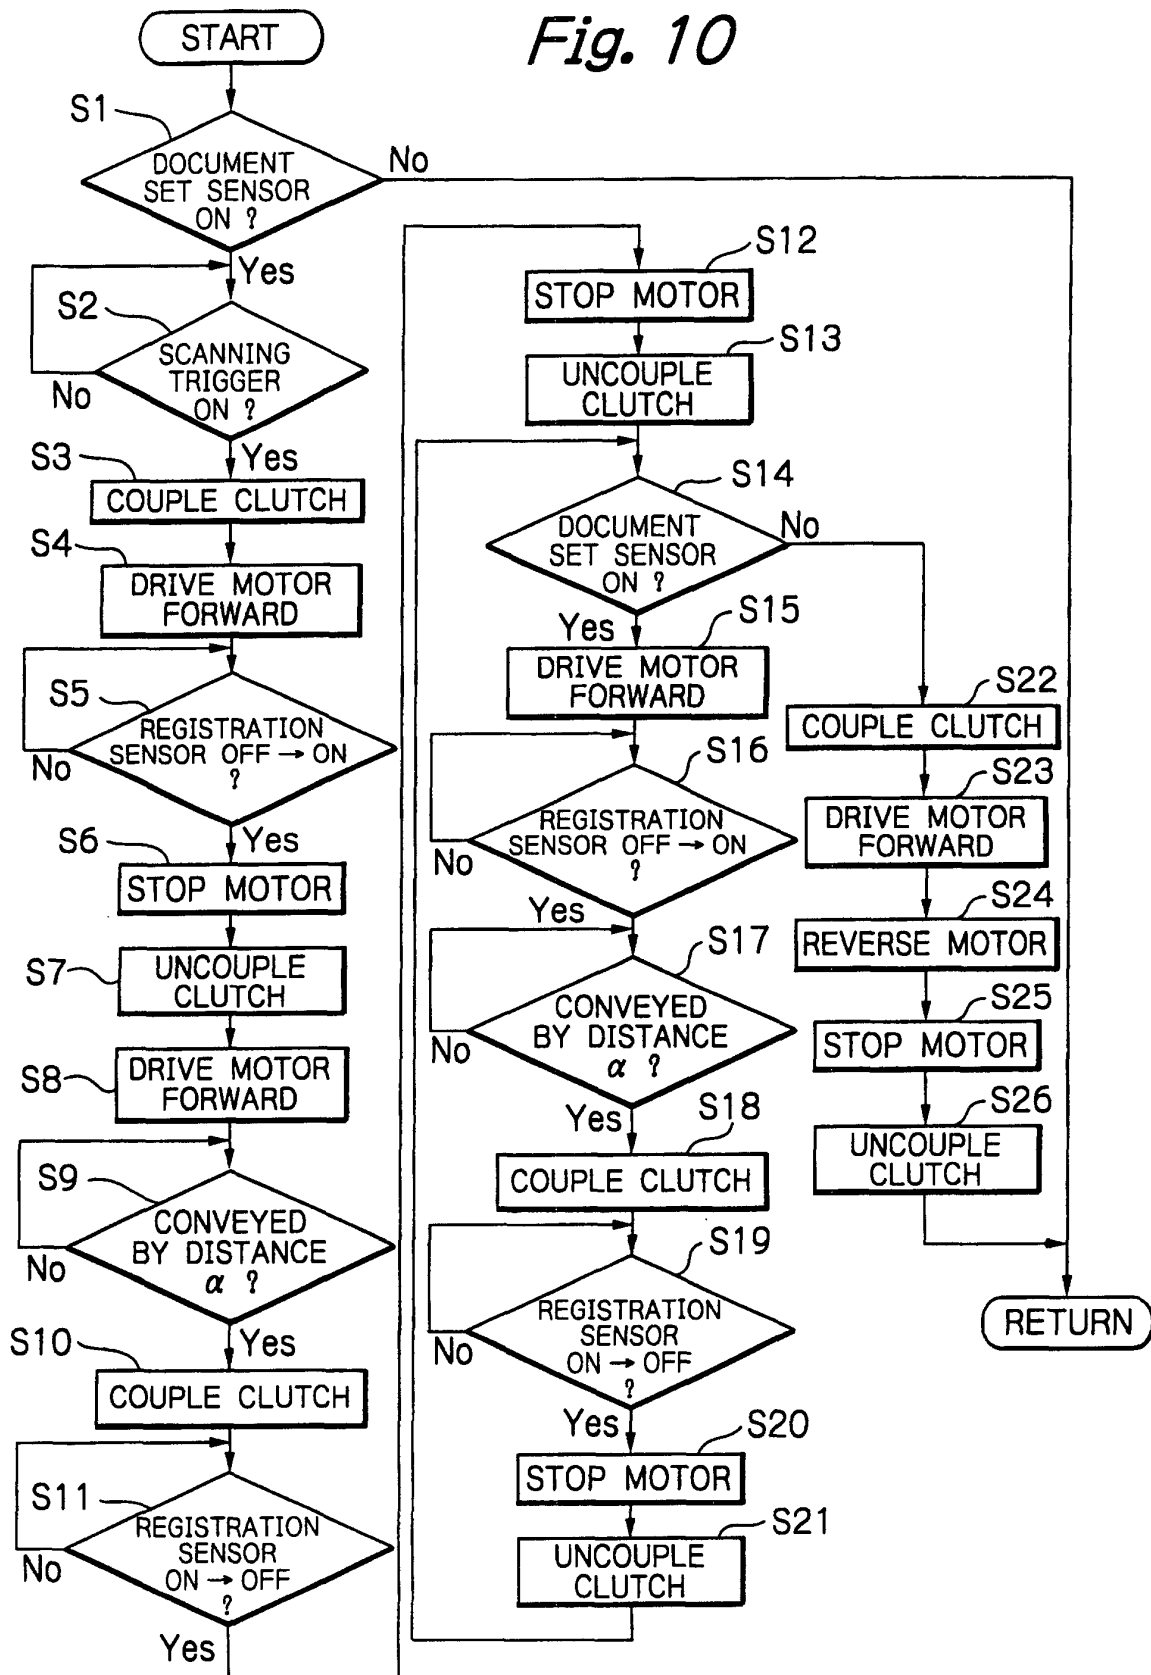 Fig. 10
START
S1
DOCUMENT
SET SENSOR
ON ?
No
Yes
S2
SCANNING
TRIGGER
ON ?
No
Yes
S3
COUPLE CLUTCH
S4
DRIVE MOTOR
FORWARD
S5
REGISTRATION
SENSOR OFF → ON
?
No
Yes
S6
STOP MOTOR
S7
UNCOUPLE
CLUTCH
S8
DRIVE MOTOR
FORWARD
S9
CONVEYED
BY DISTANCE
α ?
No
Yes
S10
COUPLE CLUTCH
S11
REGISTRATION
SENSOR
ON → OFF
?
No
Yes
S12
STOP MOTOR
S13
UNCOUPLE
CLUTCH
S14
DOCUMENT
SET SENSOR
ON ?
No
Yes
S15
DRIVE MOTOR
FORWARD
S16
REGISTRATION
SENSOR OFF → ON
?
No
Yes
S17
CONVEYED
BY DISTANCE
α ?
No
Yes
S18
COUPLE CLUTCH
S19
REGISTRATION
SENSOR
ON → OFF
?
No
Yes
S20
STOP MOTOR
S21
UNCOUPLE
CLUTCH
S22
COUPLE CLUTCH
S23
DRIVE MOTOR
FORWARD
S24
REVERSE MOTOR
S25
STOP MOTOR
S26
UNCOUPLE
CLUTCH
RETURN